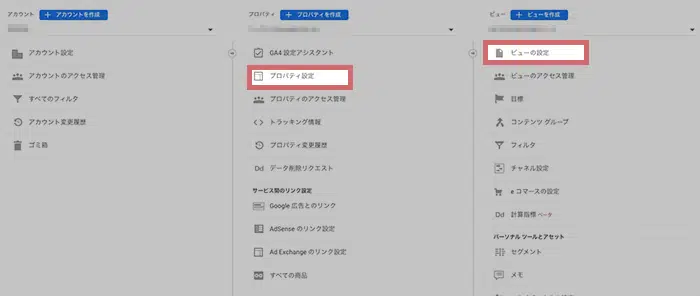 アカウント
+ アカウントを作成
アカウント設定
アカウントのアクセス管理
すべてのフィルタ
アカウント変更履歴
ゴミ箱
プロパティ
+ プロパティを作成
GA4 設定アシスタント
プロパティ設定
プロパティのアクセス管理
トラッキング情報
プロパティ変更履歴
Dd データ削除リクエスト
サービス間のリンク設定
Google 広告とのリンク
AdSense のリンク設定
Ad Exchange のリンク設定
すべての商品
ビュー
+ ビューを作成
ビューの設定
ビューのアクセス管理
目標
コンテンツ グループ
フィルタ
チャネル設定
e コマースの設定
Dd 計算指標 ベータ
パーソナル ツールとアセット
セグメント
メモ